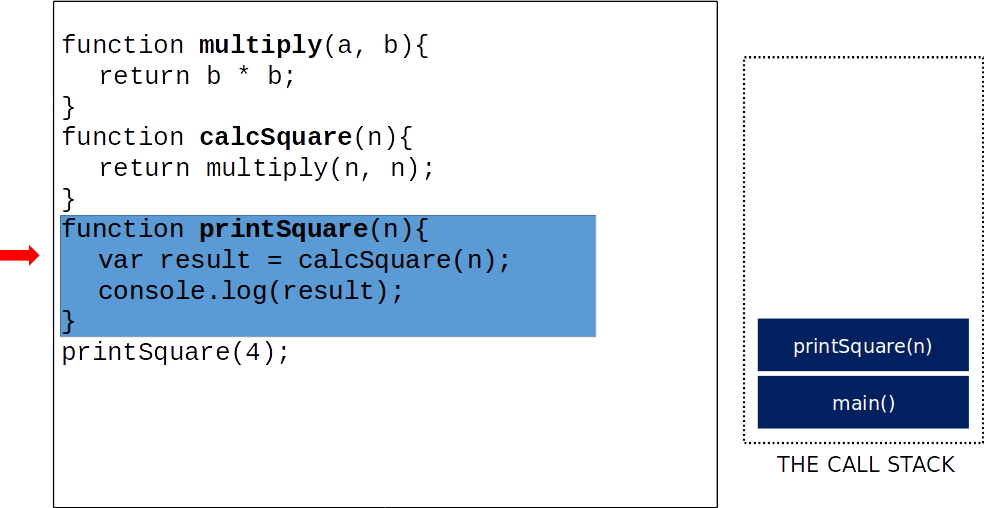 function multiply(a, b){
return b * b;
}
function calcSquare(n){
return multiply(n, n);
}
function printSquare(n){
var result = calcSquare(n);
console.log(result);
}
printSquare(4);
printSquare(n)
main()
THE CALL STACK